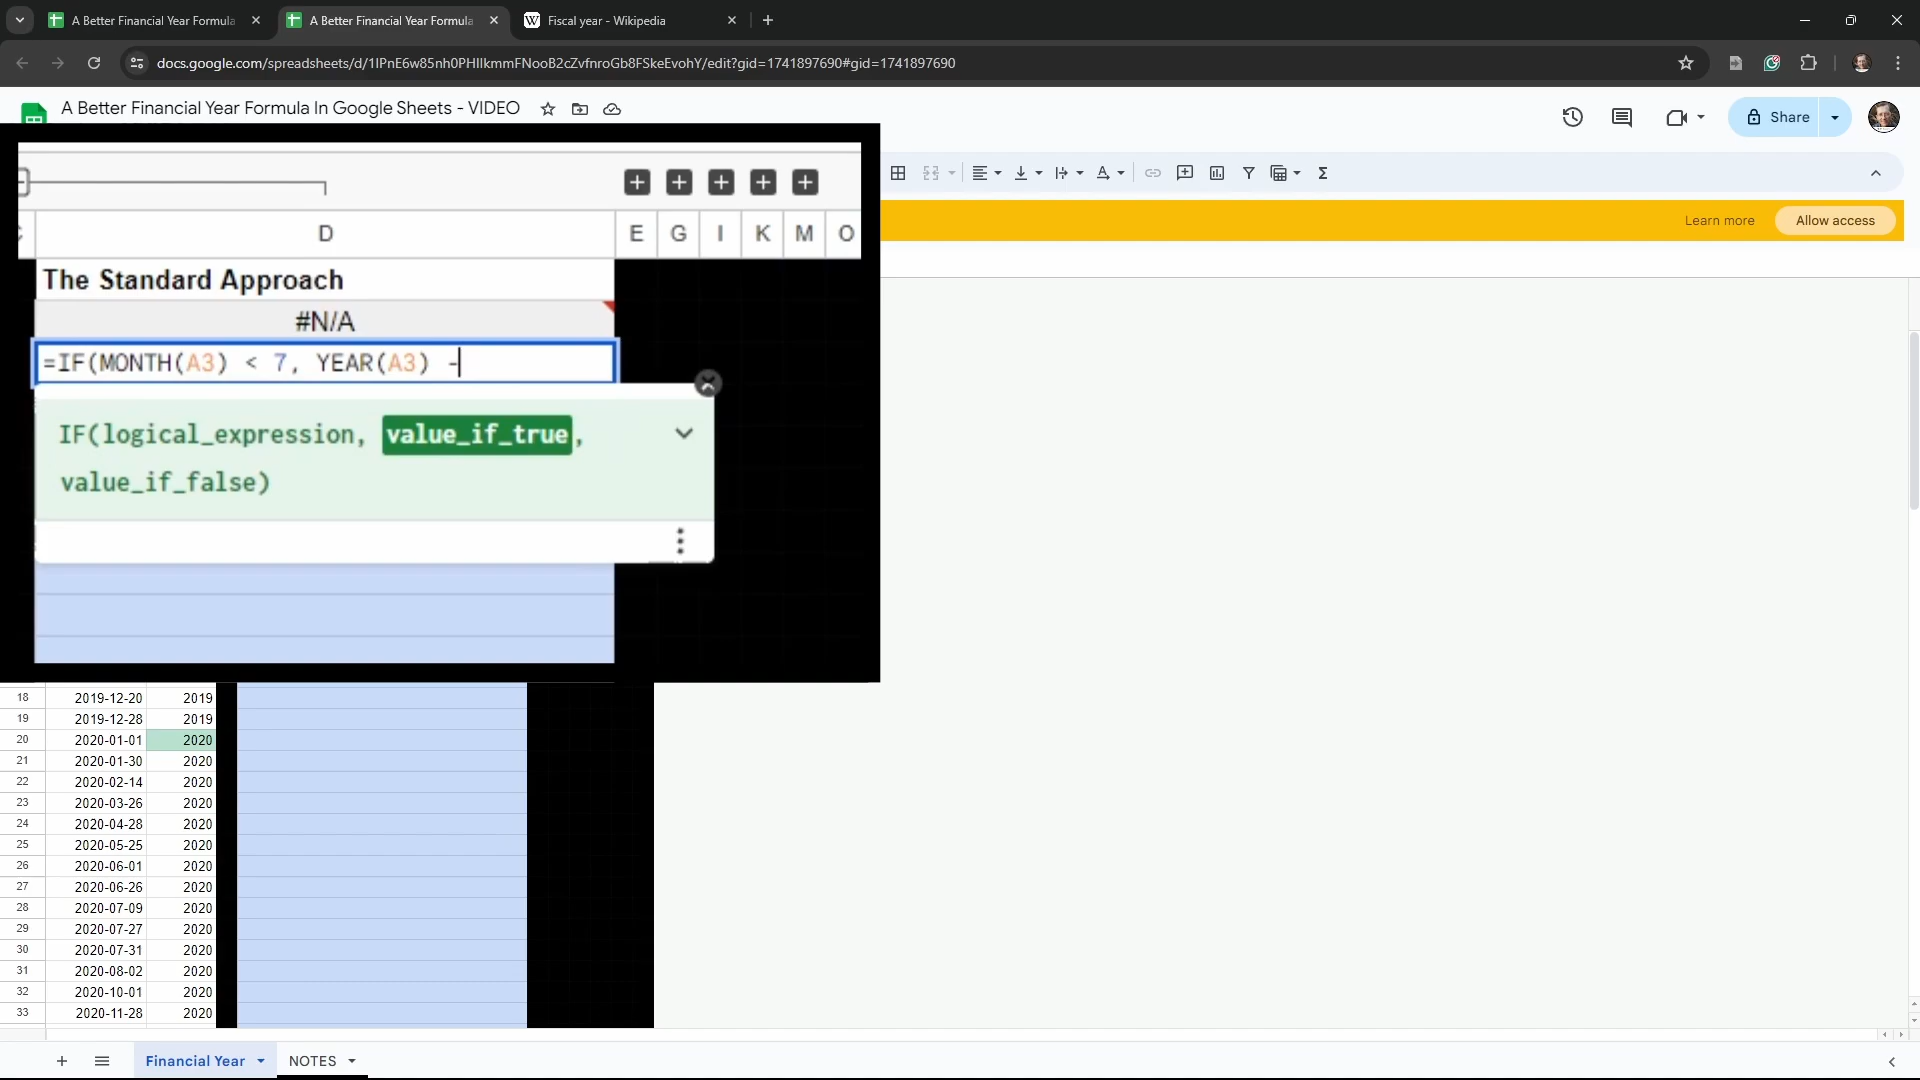 A Better Financial Year Formula
A Better Financial Year Formula
Fiscal year - Wikipedia
docs.google.com/spreadsheets/d/1lPnE6w85nh0PHIlkmmFNooB2cZvfnroGb8FSkeEvohY/edit?gid=1741897690#gid=1741897690
A Better Financial Year Formula In Google Sheets - VIDEO
Share
Learn more
Allow access
D E G I K M O
The Standard Approach
#N/A
=IF(MONTH(A3) < 7, YEAR(A3) -
IF(logical_expression, value_if_true,
value_if_false)
18 2019-12-20 2019
19 2019-12-28 2019
20 2020-01-01 2020
21 2020-01-30 2020
22 2020-02-14 2020
23 2020-03-26 2020
24 2020-04-28 2020
25 2020-05-25 2020
26 2020-06-01 2020
27 2020-06-26 2020
28 2020-07-09 2020
29 2020-07-27 2020
30 2020-07-31 2020
31 2020-08-02 2020
32 2020-10-01 2020
33 2020-11-28 2020
Financial Year
NOTES